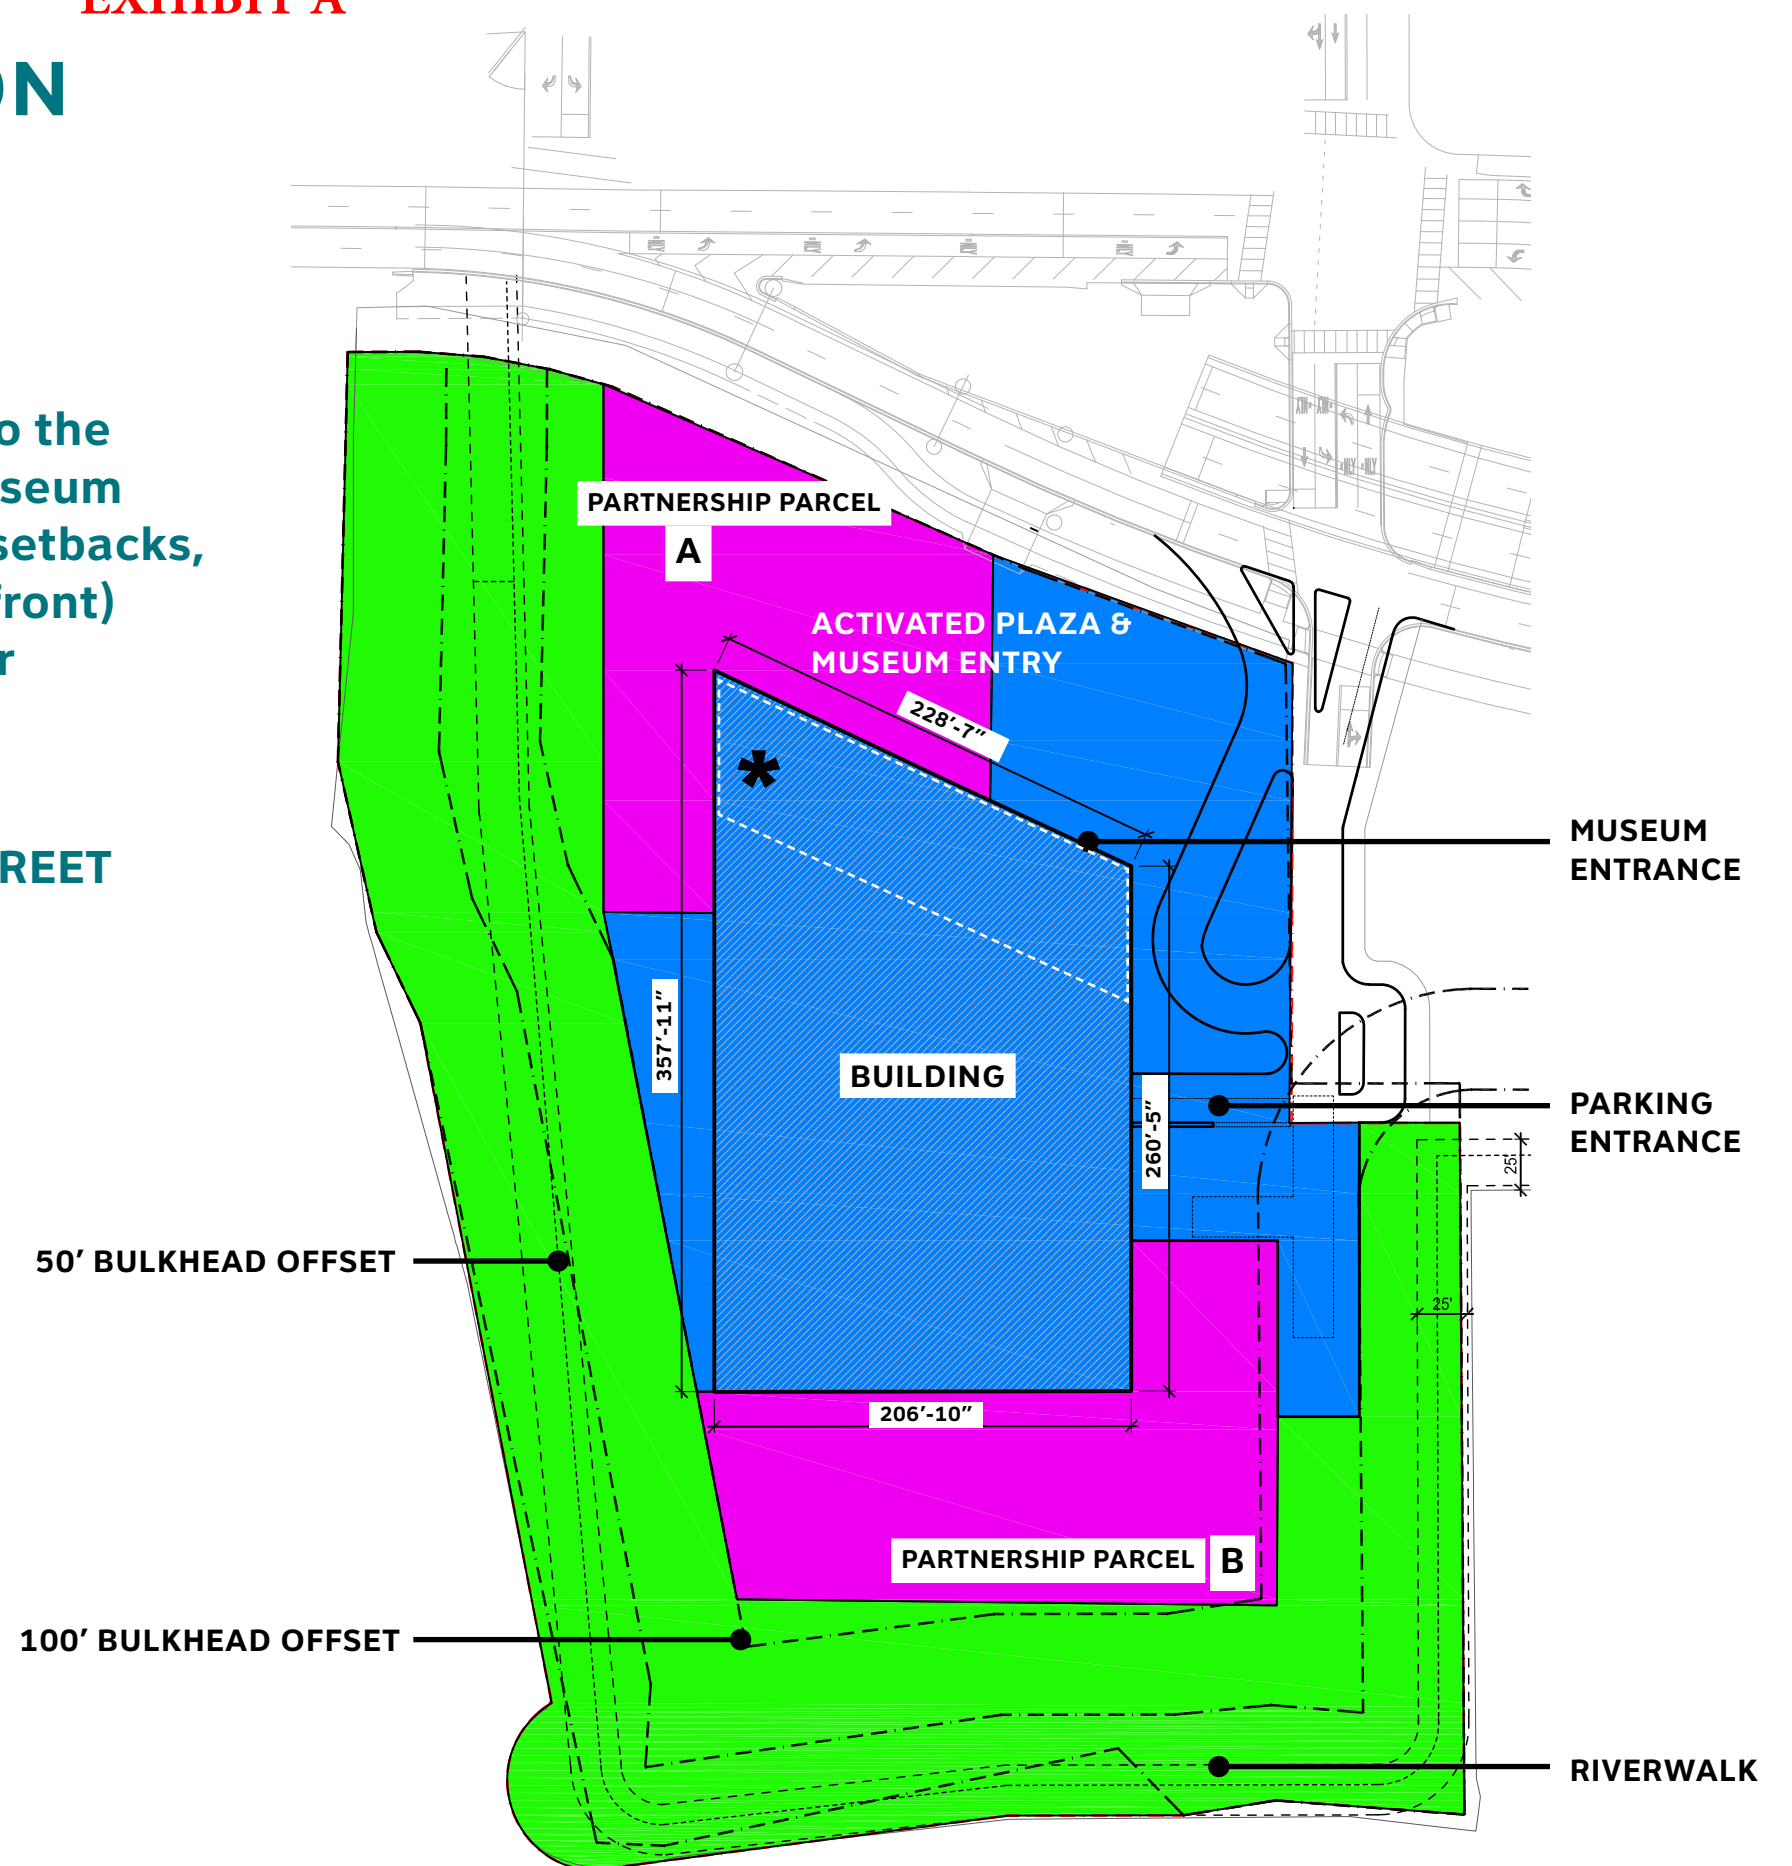 EXHIBIT A
ON
o the
seum
setbacks,
front)
r
REET
PARTNERSHIP PARCEL
A
ACTIVATED PLAZA &
MUSEUM ENTRY
228'-7"
*
MUSEUM
ENTRANCE
357'-11"
BUILDING
260'-5"
PARKING
ENTRANCE
25'
50' BULKHEAD OFFSET
25'
206'-10"
PARTNERSHIP PARCEL
B
100' BULKHEAD OFFSET
RIVERWALK